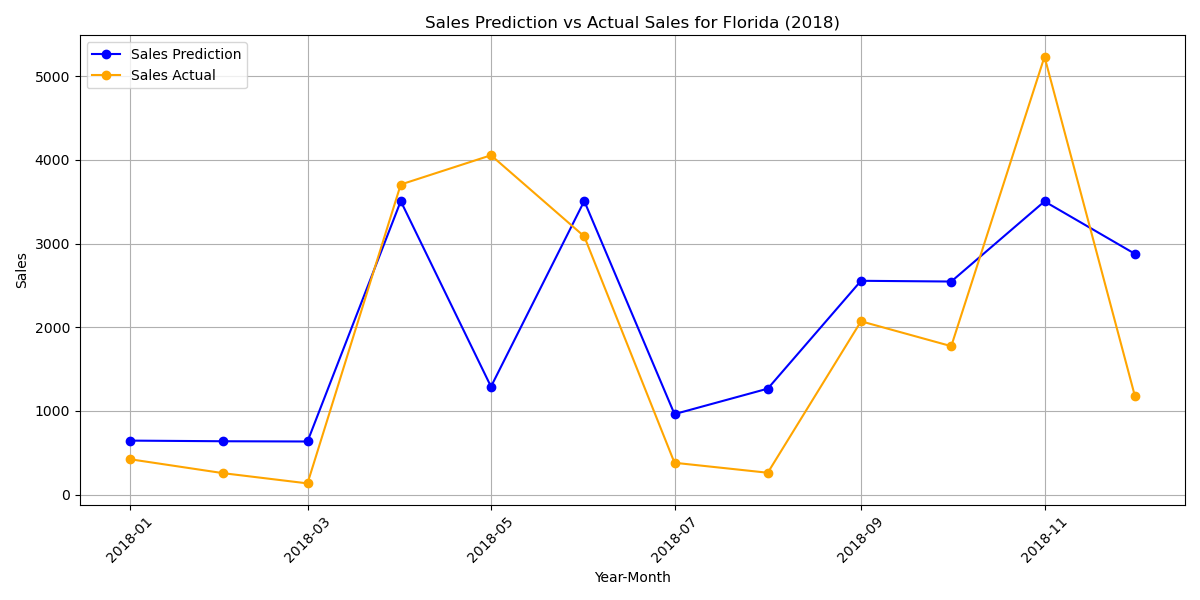 Sales Prediction vs Actual Sales for Florida (2018)
Sales Prediction
Sales Actual
5000
4000
3000
2000
1000
0
Sales
2018-01
2018-03
2018-05
2018-07
2018-09
2018-11
Year-Month